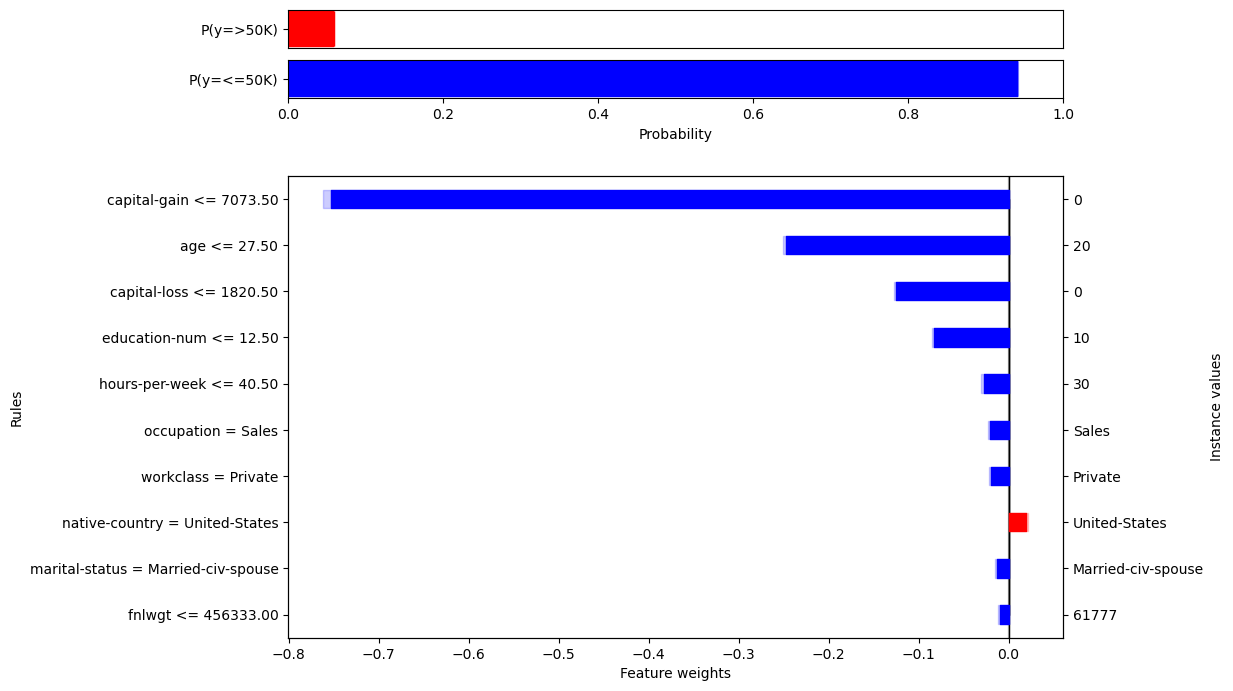 P(y=>50K)
P(y=<=50K)
0.0 0.2 0.4 0.6 0.8 1.0
Probability
capital-gain <= 7073.50 0
age <= 27.50 20
capital-loss <= 1820.50 0
education-num <= 12.50 10
hours-per-week <= 40.50 30
occupation = Sales Sales
workclass = Private Private
native-country = United-States United-States
marital-status = Married-civ-spouse Married-civ-spouse
fnlwgt <= 456333.00 61777
Rules
Instance values
−0.8 −0.7 −0.6 −0.5 −0.4 −0.3 −0.2 −0.1 0.0
Feature weights